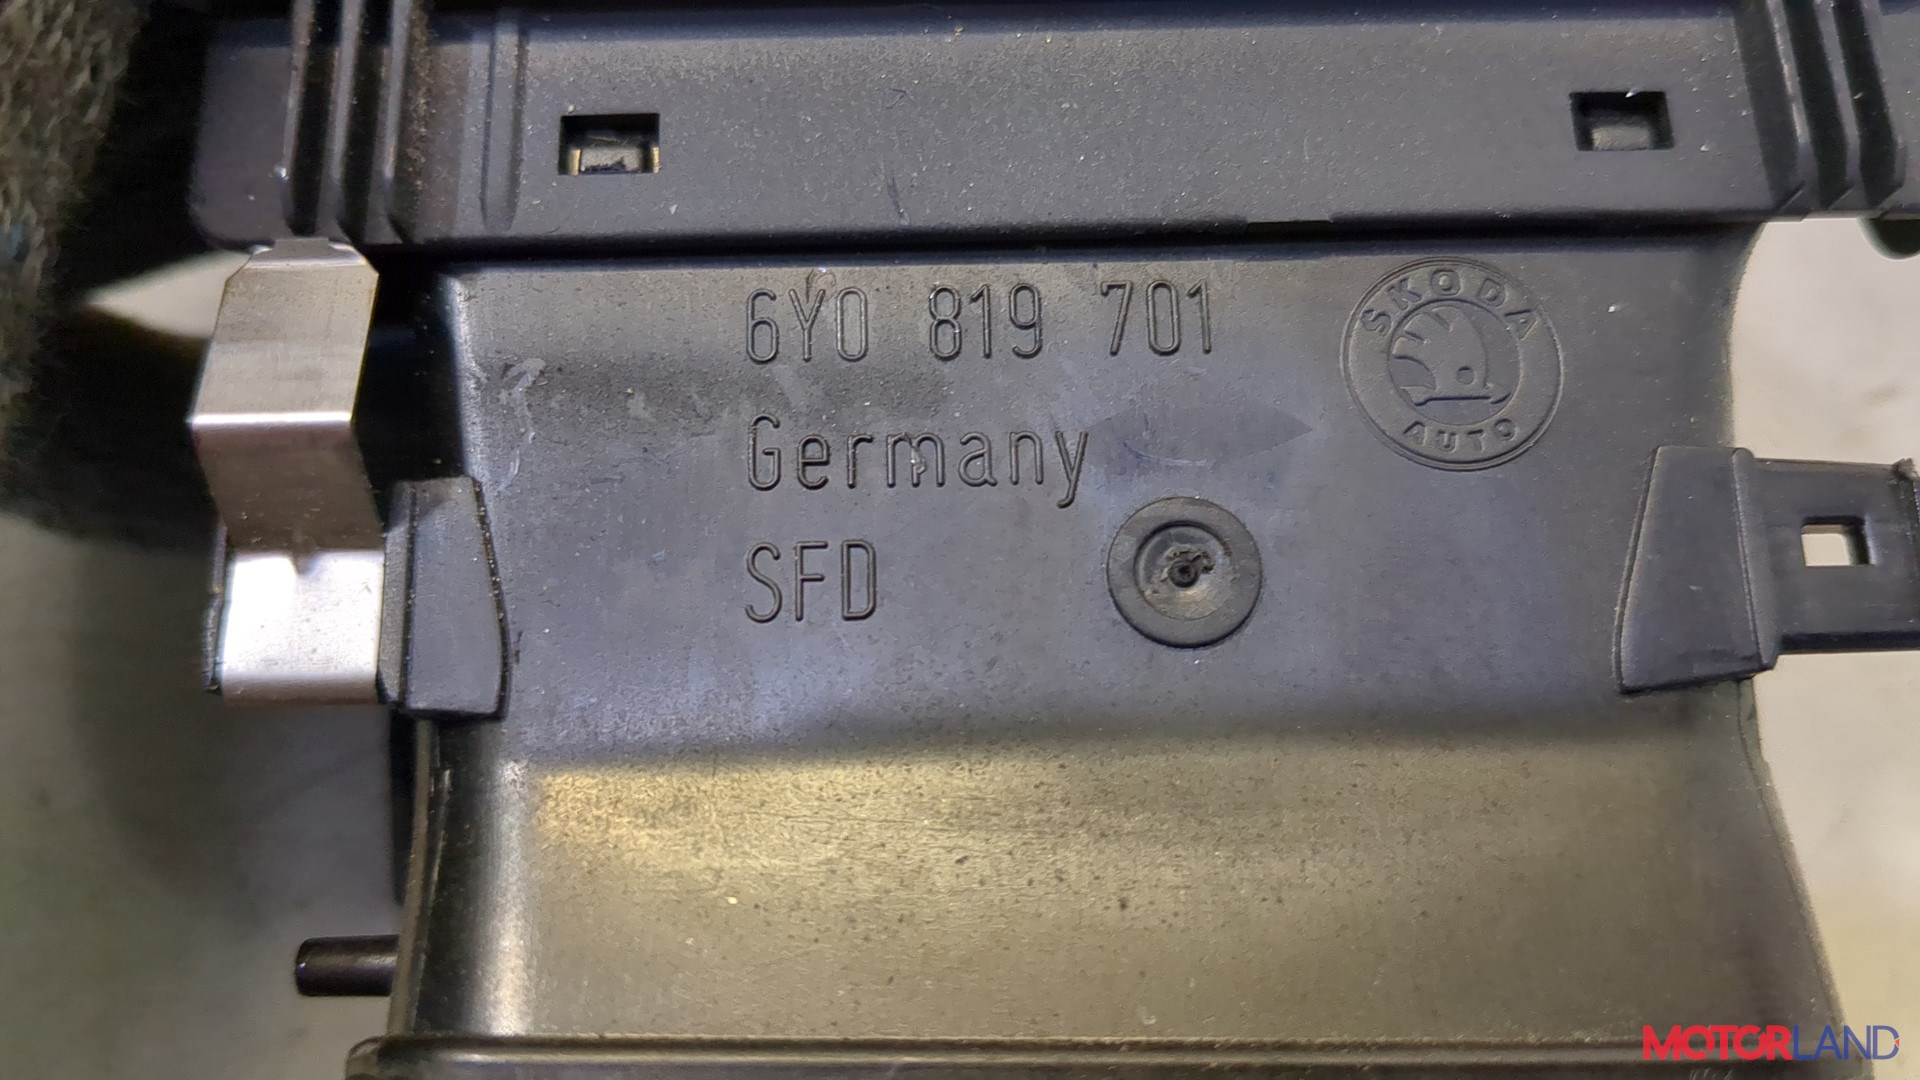 6Y0 819 701
SKODA
AUTO
Germany
SFD
MOTORLAND